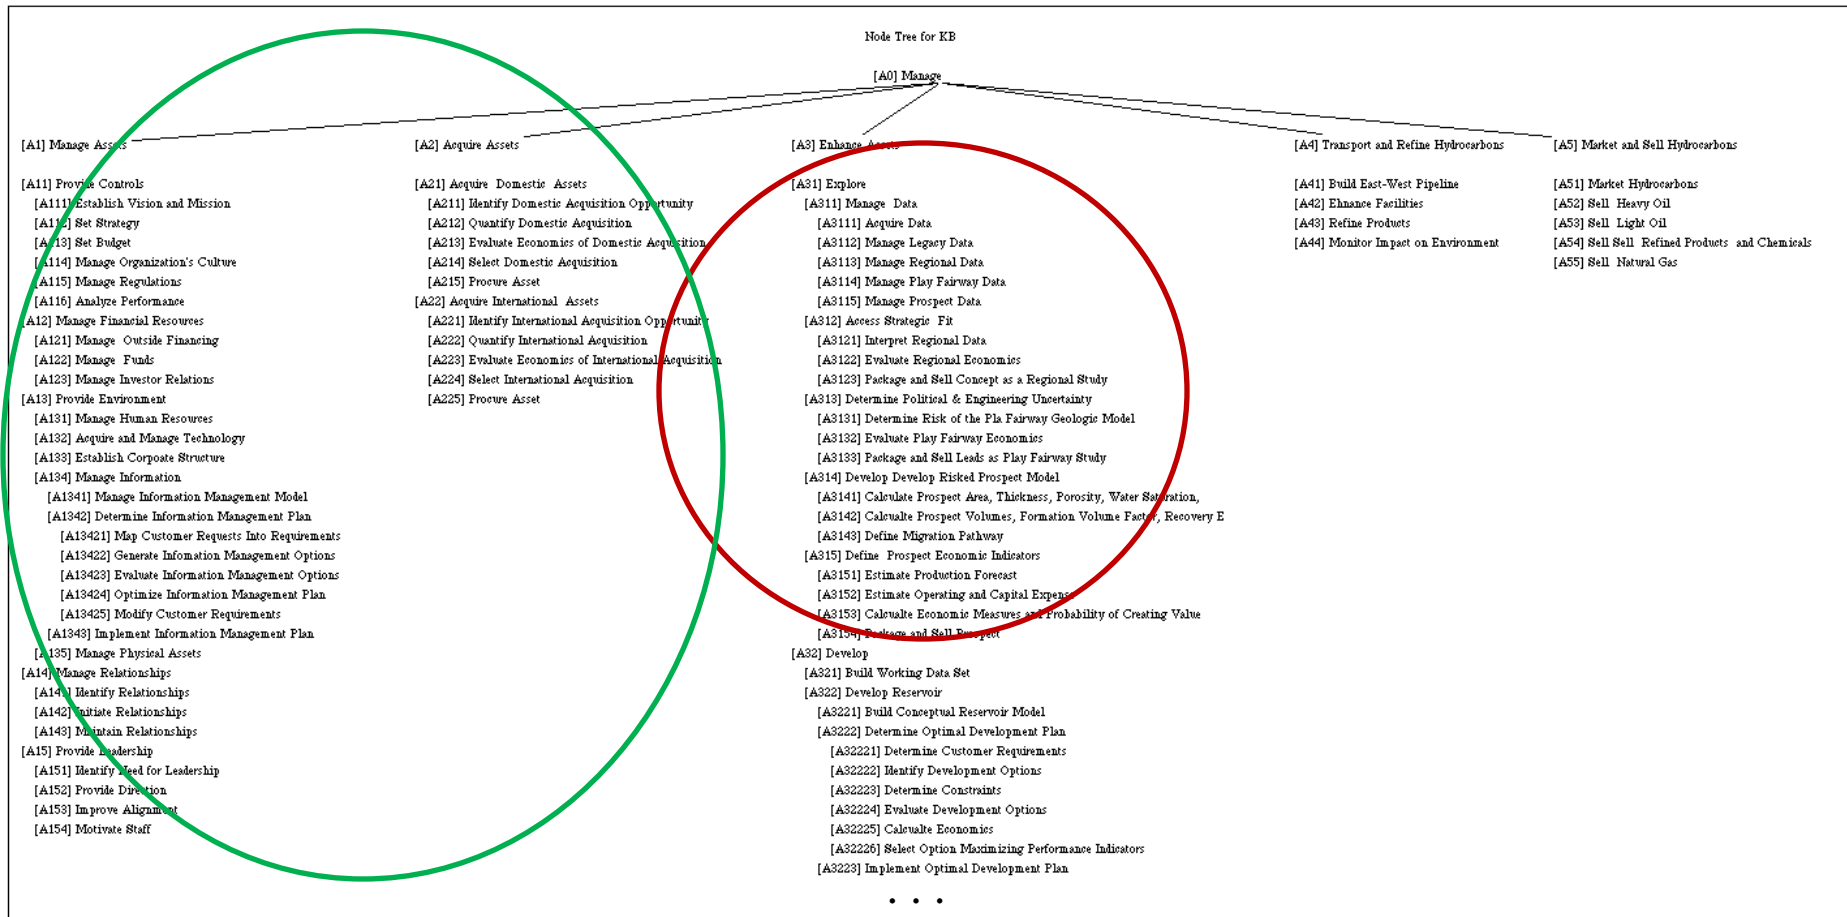 Node Tree for KB
[A0] Manage
[A1] Manage Assets
[A11] Provide Controls
[A111] Establish Vision and Mission
[A112] Set Strategy
[A113] Set Budget
[A114] Manage Organization's Culture
[A115] Manage Regulations
[A116] Analyze Performance
[A12] Manage Financial Resources
[A121] Manage Outside Financing
[A122] Manage Funds
[A123] Manage Investor Relations
[A13] Provide Environment
[A131] Manage Human Resources
[A132] Acquire and Manage Technology
[A133] Establish Corpoate Structure
[A134] Manage Information
[A1341] Manage Information Management Model
[A1342] Determine Information Management Plan
[A13421] Map Customer Requests Into Requirements
[A13422] Generate Infomation Management Options
[A13423] Evaluate Information Management Options
[A13424] Optimize Information Management Plan
[A13425] Modify Customer Requirements
[A1343] Implement Information Management Plan
[A135] Manage Physical Assets
[A14] Manage Relationships
[A141] Identify Relationships
[A142] Initiate Relationships
[A143] Maintain Relationships
[A15] Provide Leadership
[A151] Identify Need for Leadership
[A152] Provide Direction
[A153] Improve Alignment
[A154] Motivate Staff
[A2] Acquire Assets
[A21] Acquire Domestic Assets
[A211] Identify Domestic Acquisition Opportunity
[A212] Quantify Domestic Acquisition
[A213] Evaluate Economics of Domestic Acquisition
[A214] Select Domestic Acquisition
[A215] Procure Asset
[A22] Acquire International Assets
[A221] Identify International Acquisition Opportunity
[A222] Quantify International Acquisition
[A223] Evaluate Economics of International Acquisition
[A224] Select International Acquisition
[A225] Procure Asset
[A3] Enhance Assets
[A31] Explore
[A311] Manage Data
[A3111] Acquire Data
[A3112] Manage Legacy Data
[A3113] Manage Regional Data
[A3114] Manage Play Fairway Data
[A3115] Manage Prospect Data
[A312] Access Strategic Fit
[A3121] Interpret Regional Data
[A3122] Evaluate Regional Economics
[A3123] Package and Sell Concept as a Regional Study
[A313] Determine Political & Engineering Uncertainty
[A3131] Determine Risk of the Pla Fairway Geologic Model
[A3132] Evaluate Play Fairway Economics
[A3133] Package and Sell Leads as Play Fairway Study
[A314] Develop Develop Risked Prospect Model
[A3141] Calculate Prospect Area, Thickness, Porosity, Water Saturation,
[A3142] Calcualte Prospect Volumes, Formation Volume Factor, Recovery E
[A3143] Define Migration Pathway
[A315] Define Prospect Economic Indicators
[A3151] Estimate Production Forecast
[A3152] Estimate Operating and Capital Expense
[A3153] Calcualte Economic Measures and Probability of Creating Value
[A3154] Package and Sell Prospect
[A32] Develop
[A321] Build Working Data Set
[A322] Develop Reservoir
[A3221] Build Conceptual Reservoir Model
[A3222] Determine Optimal Development Plan
[A32221] Determine Customer Requirements
[A32222] Identify Development Options
[A32223] Determine Constraints
[A32224] Evaluate Development Options
[A32225] Calcualte Economics
[A32226] Select Option Maximizing Performance Indicators
[A3223] Implement Optimal Development Plan
• • •
[A4] Transport and Refine Hydrocarbons
[A41] Build East-West Pipeline
[A42] Ehnance Facilities
[A43] Refine Products
[A44] Monitor Impact on Environment
[A5] Market and Sell Hydrocarbons
[A51] Market Hydrocarbons
[A52] Sell Heavy Oil
[A53] Sell Light Oil
[A54] Sell Sell Refined Products and Chemicals
[A55] Sell Natural Gas